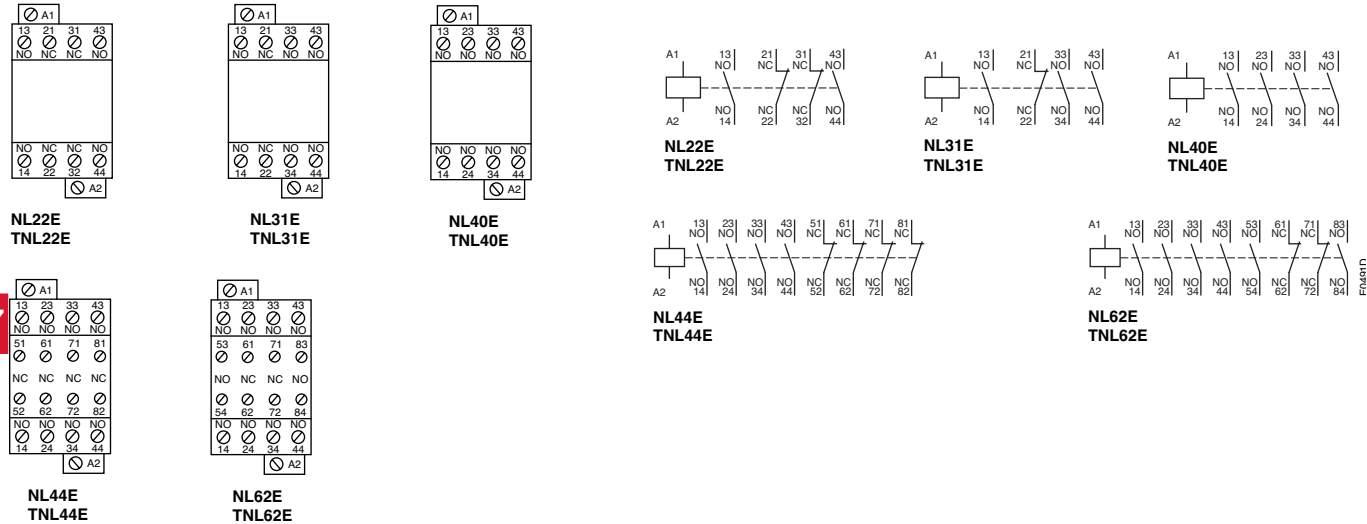 A1
13 21 31 43
NO NC NC NO
NO NC NC NO
14 22 32 44
A2
NL22E
TNL22E
A1
13 21 33 43
NO NC NO NO
NO NC NO NO
14 22 34 44
A2
NL31E
TNL31E
A1
13 23 33 43
NO NO NO NO
NO NO NO NO
14 24 34 44
A2
NL40E
TNL40E
A1 13 21 31 43
NO NC NC NO
NO NC NC NO
A2 14 22 32 44
NL22E
TNL22E
A1 13 21 33 43
NO NC NO NO
NO NC NO NO
A2 14 22 34 44
NL31E
TNL31E
A1 13 23 33 43
NO NO NO NO
NO NO NO NO
A2 14 24 34 44
NL40E
TNL40E
A1
13 23 33 43
NO NO NO NO
51 61 71 81
NC NC NC NC
52 62 72 82
NO NO NO NO
14 24 34 44
A2
NL44E
TNL44E
A1
13 23 33 43
NO NO NO NO
53 61 71 83
NO NC NC NO
54 62 72 84
NO NO NO NO
14 24 34 44
A2
NL62E
TNL62E
A1 13 23 33 43 51 61 71 81
NO NO NO NO NC NC NC NC
NO NO NO NO NC NC NC NC
A2 14 24 34 44 52 62 72 82
NL44E
TNL44E
A1 13 23 33 43 53 61 71 83
NO NO NO NO NO NC NC NO
NO NO NO NO NO NC NC NO
A2 14 24 34 44 54 62 72 84
NL62E
TNL62E